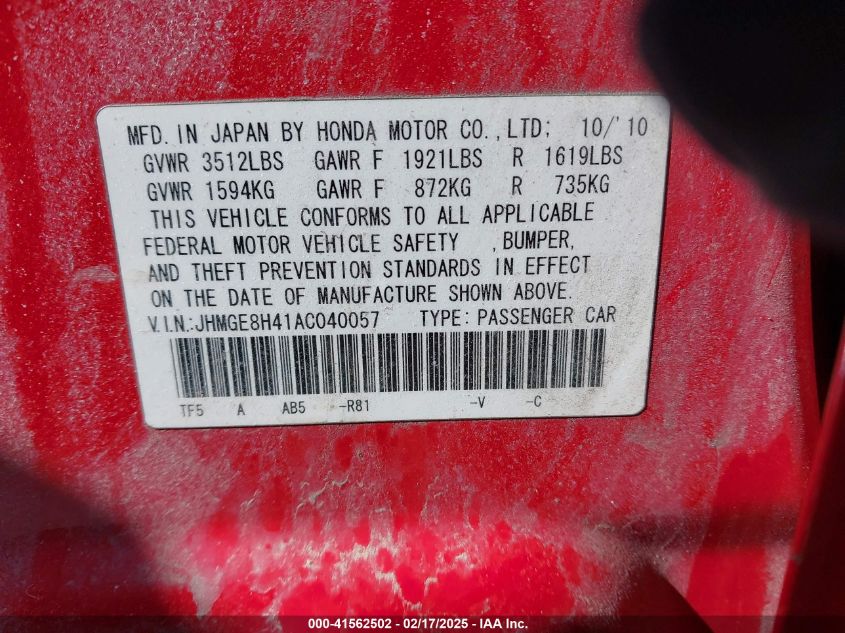 MFD. IN JAPAN BY HONDA MOTOR CO.,LTD; 10/'10
GVWR 3512LBS GAWR F 1921LBS R 1619LBS
GVWR 1594KG GAWR F 872KG R 735KG
THIS VEHICLE CONFORMS TO ALL APPLICABLE
FEDERAL MOTOR VEHICLE SAFETY ,BUMPER,
AND THEFT PREVENTION STANDARDS IN EFFECT
ON THE DATE OF MANUFACTURE SHOWN ABOVE.
V.I.N.:JHMGE8H41AC040057 TYPE: PASSENGER CAR
TF5 A AB5 -R81 -V -C
000-41562502 - 02/17/2025 - IAA Inc.